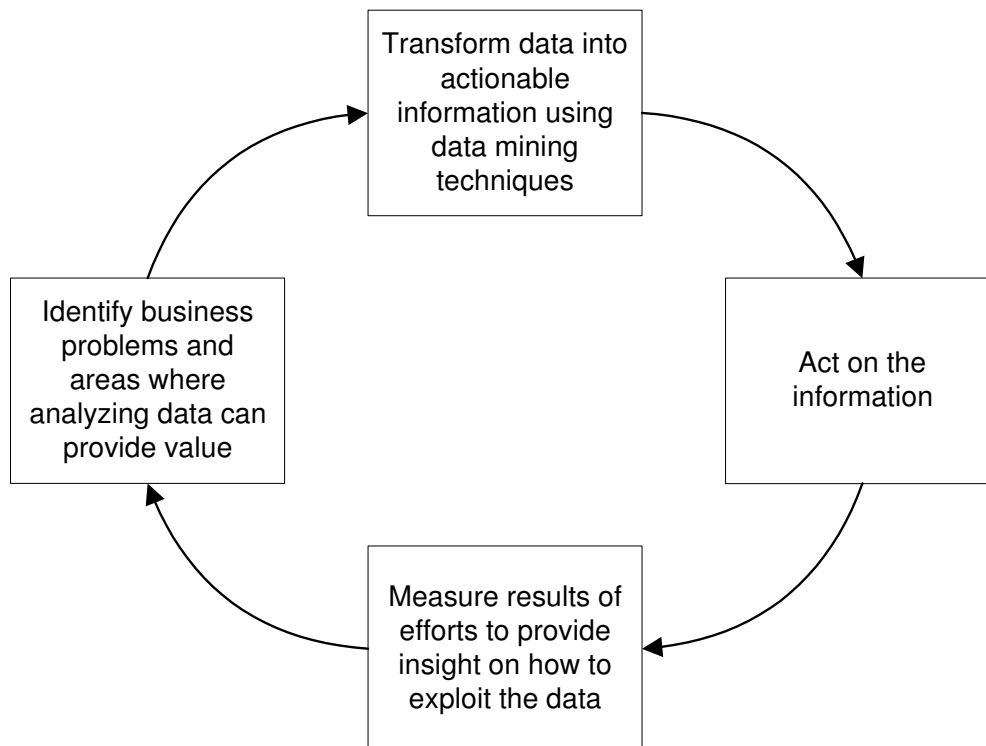 Transform data into
actionable
information using
data mining
techniques
Identify business
problems and
areas where
analyzing data can
provide value
Act on the
information
Measure results of
efforts to provide
insight on how to
exploit the data